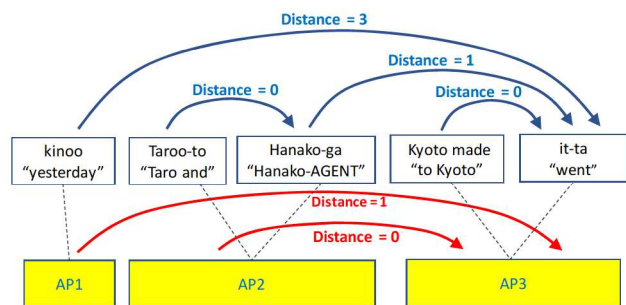 Distance = 3
Distance = 1
Distance = 0
Distance = 0
kinoo
“yesterday”
Taroo-to
“Taro and”
Hanako-ga
“Hanako-AGENT”
Kyoto made
“to Kyoto”
it-ta
“went”
Distance = 1
Distance = 0
AP1
AP2
AP3